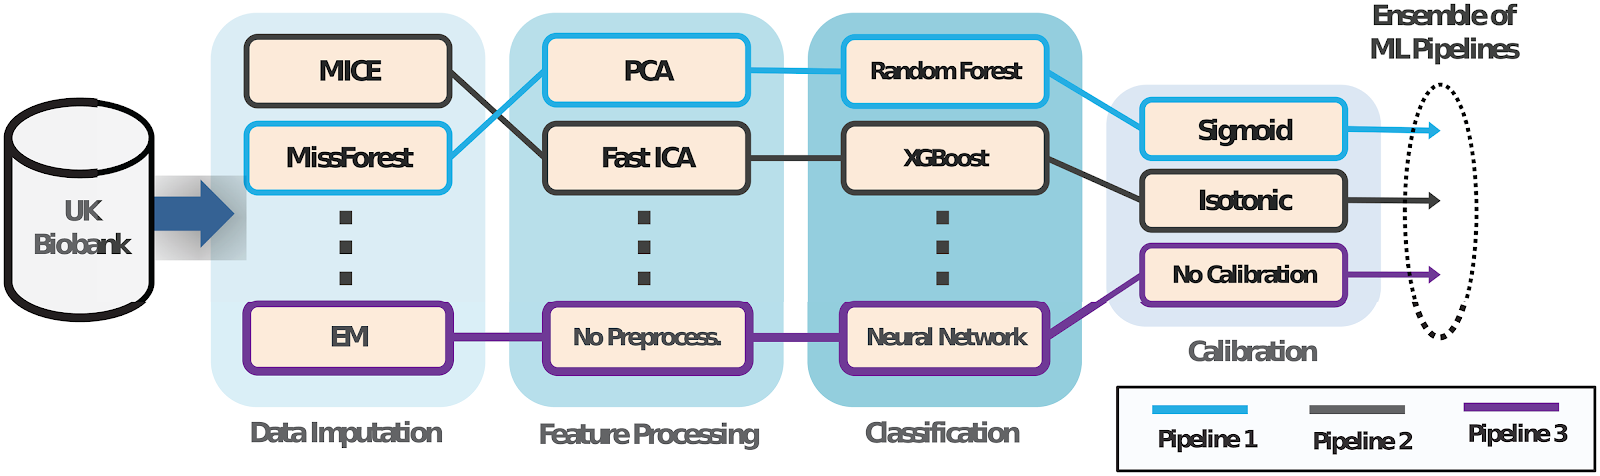 Ensemble of
ML Pipelines
MICE
PCA
Random Forest
Sigmoid
MissForest
Fast ICA
XGBoost
Isotonic
UK
Biobank
No Calibration
EM
No Preprocess.
Neural Network
Calibration
Data Imputation
Feature Processing
Classification
Pipeline 1
Pipeline 2
Pipeline 3